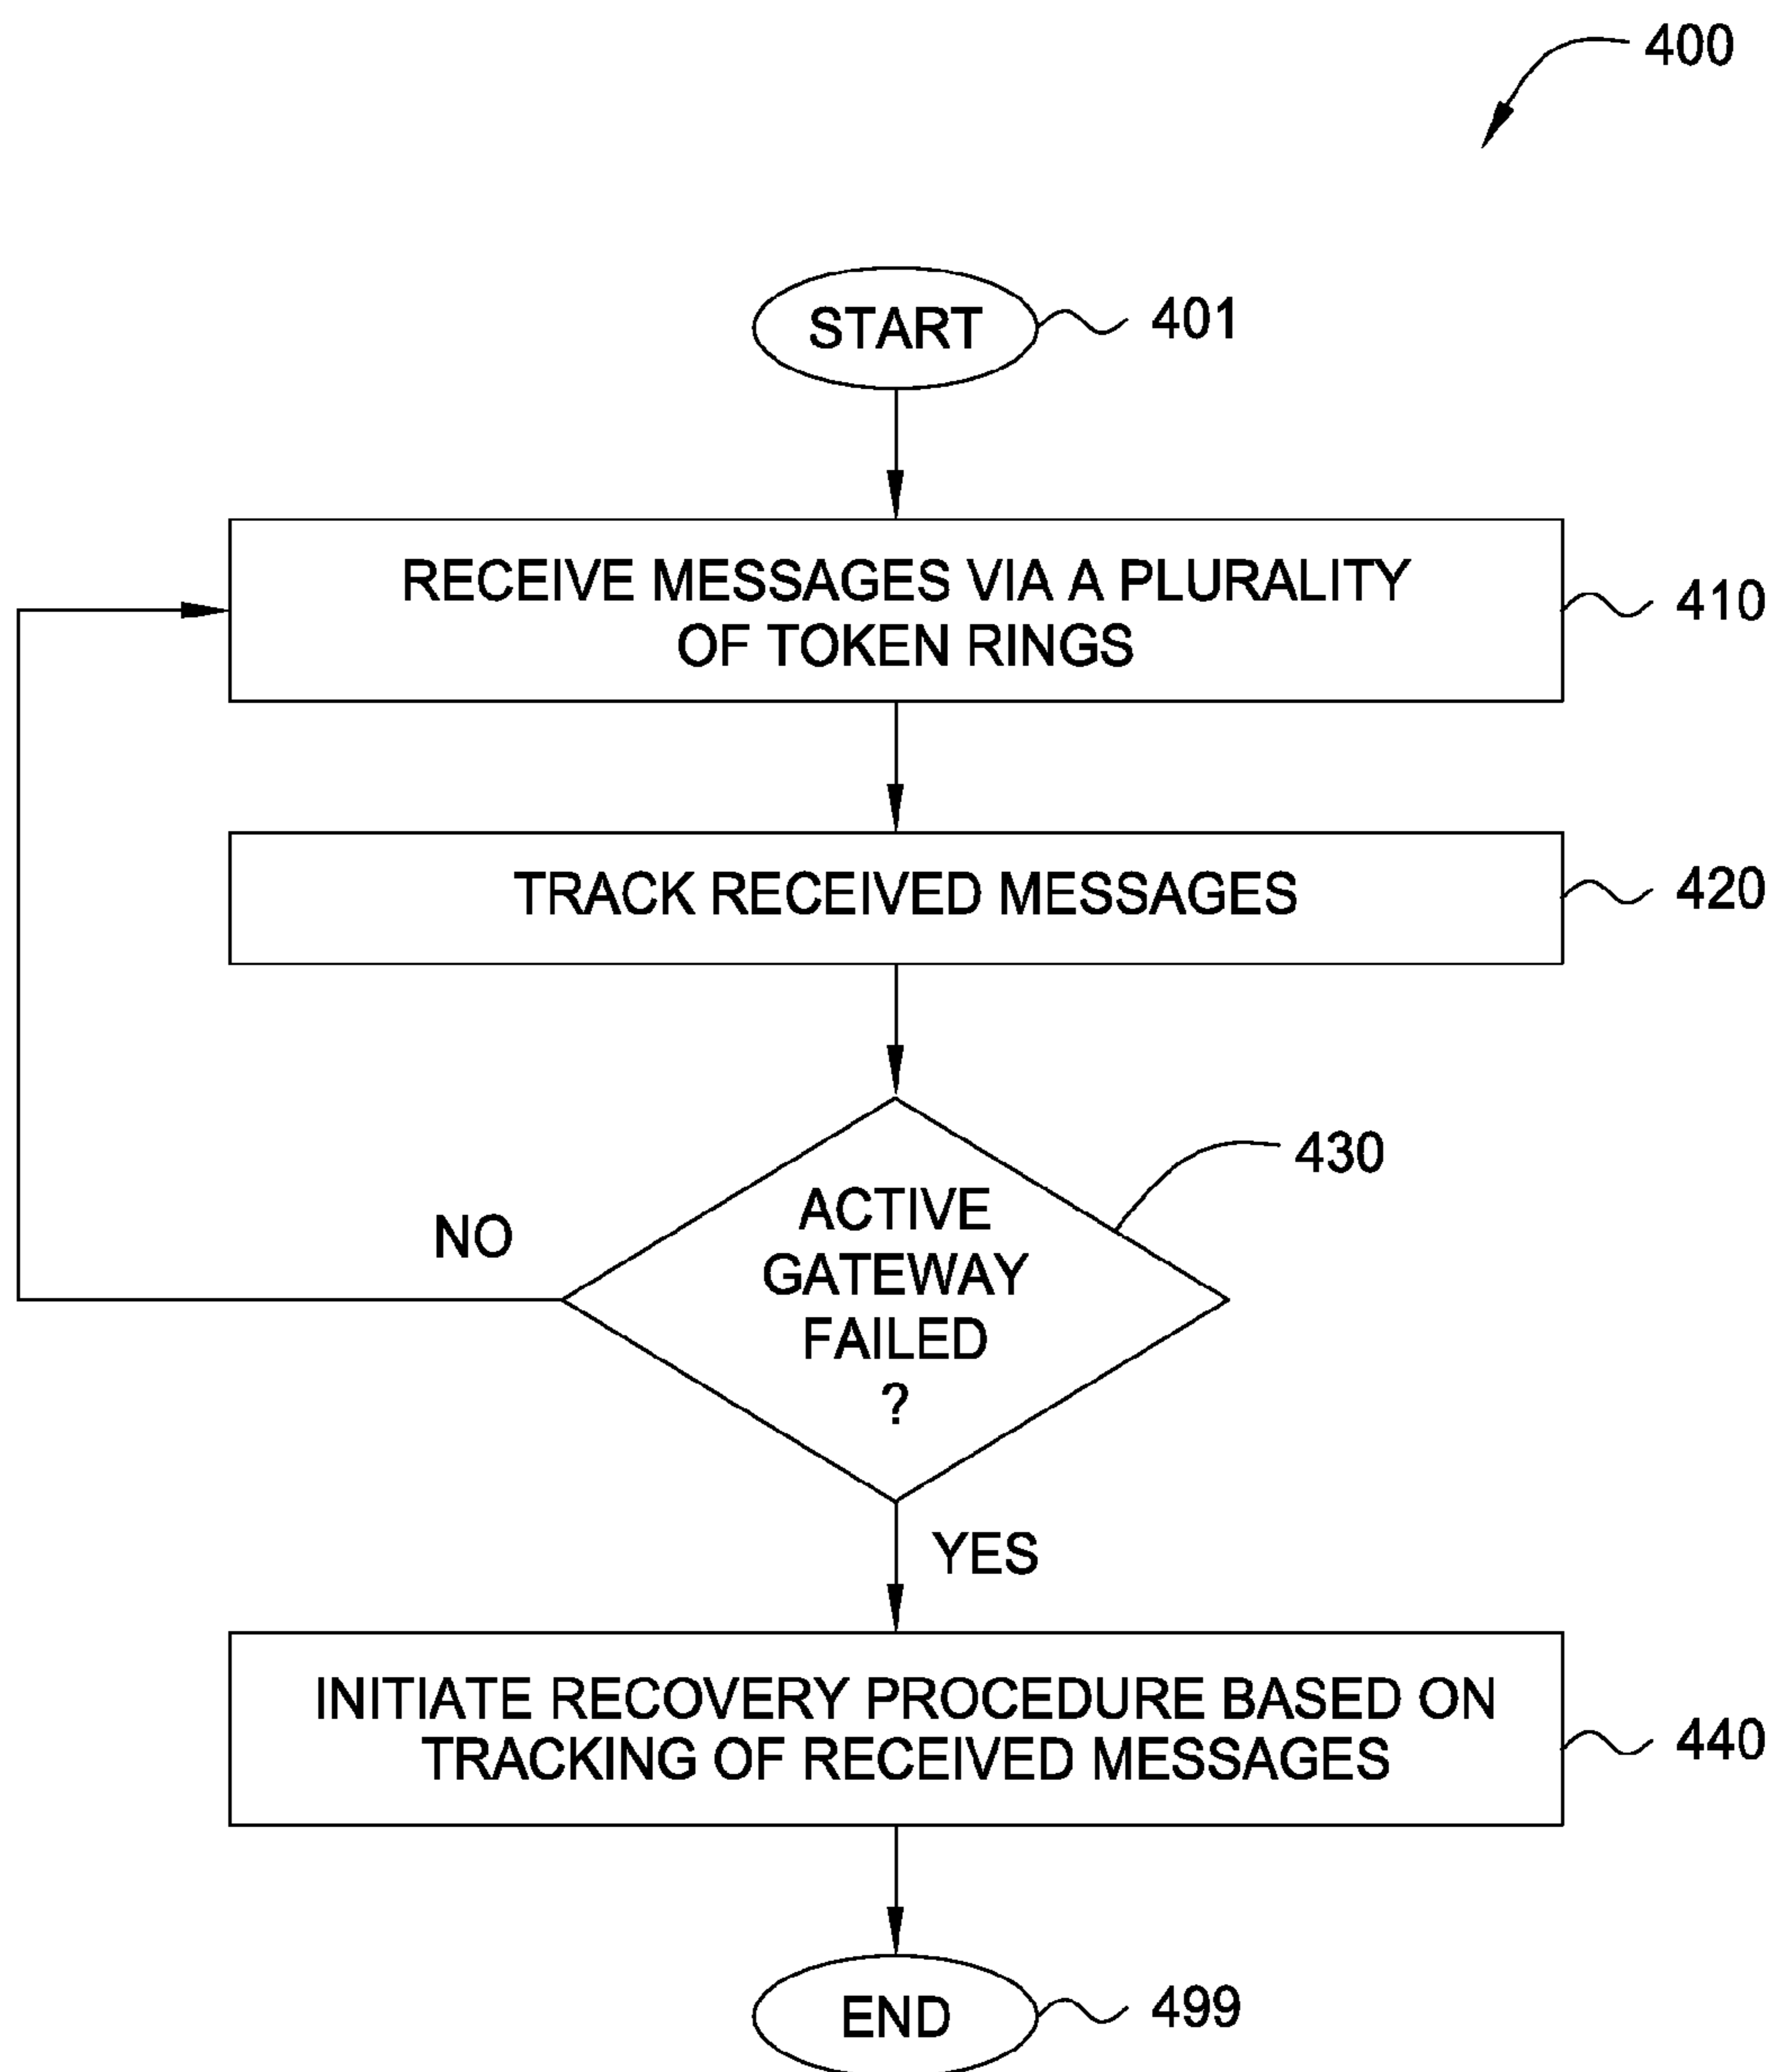 400
START
401
RECEIVE MESSAGES VIA A PLURALITY
OF TOKEN RINGS
410
TRACK RECEIVED MESSAGES
420
430
ACTIVE
GATEWAY
FAILED
?
NO
YES
INITIATE RECOVERY PROCEDURE BASED ON
TRACKING OF RECEIVED MESSAGES
440
END
499